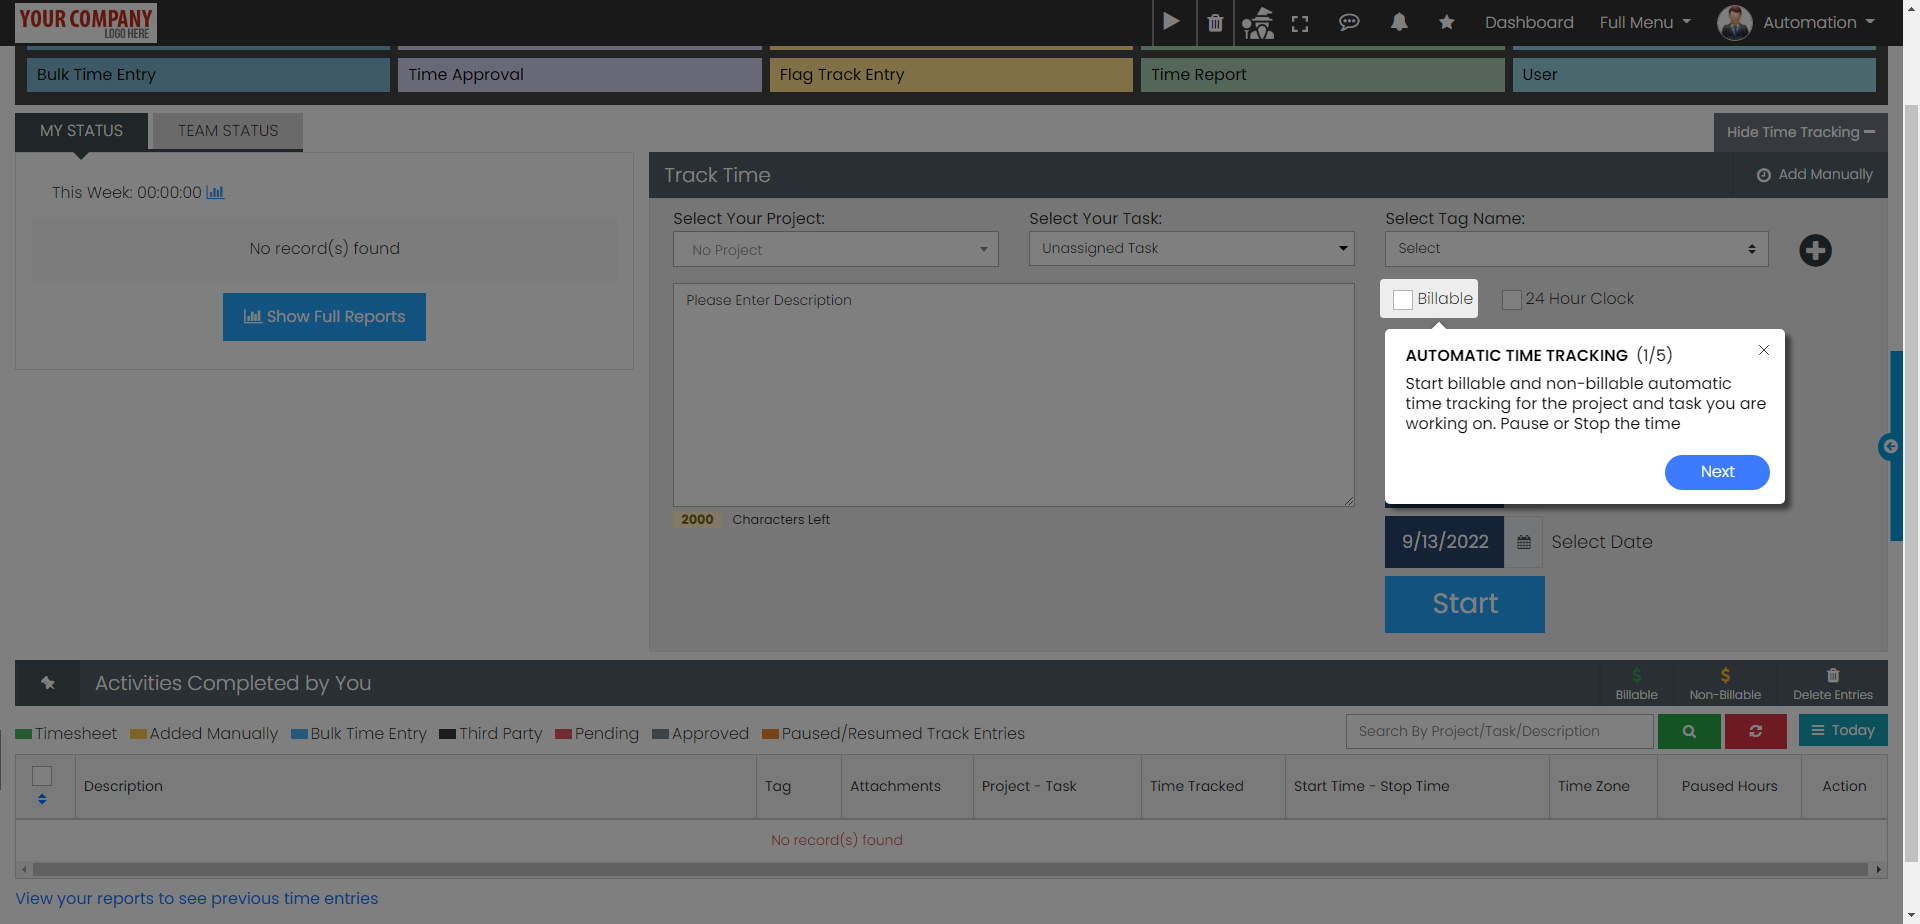 YOUR COMPANY
LOGO HERE
Dashboard
Full Menu
Automation
Bulk Time Entry
Time Approval
Flag Track Entry
Time Report
User
MY STATUS
TEAM STATUS
Hide Time Tracking
This Week: 00:00:00
No record(s) found
Show Full Reports
Track Time
Add Manually
Select Your Project:
Select Your Task:
Select Tag Name:
No Project
Unassigned Task
Select
Please Enter Description
Billable
24 Hour Clock
AUTOMATIC TIME TRACKING (1/5)
Start billable and non-billable automatic
time tracking for the project and task you are
working on. Pause or Stop the time
Next
2000 Characters Left
9/13/2022
Select Date
Start
Activities Completed by You
$
Billable
$
Non-Billable
Delete Entries
Timesheet
Added Manually
Bulk Time Entry
Third Party
Pending
Approved
Paused/Resumed Track Entries
Search By Project/Task/Description
Today
Description
Tag
Attachments
Project - Task
Time Tracked
Start Time - Stop Time
Time Zone
Paused Hours
Action
No record(s) found
View your reports to see previous time entries